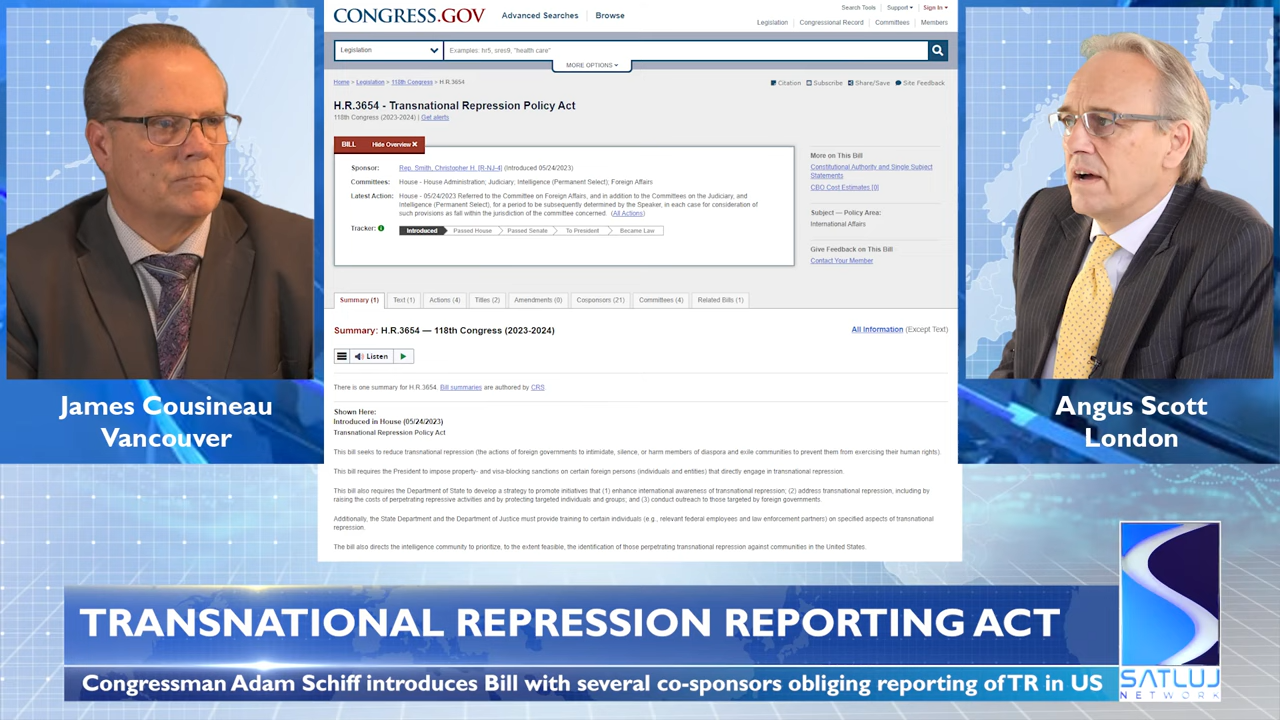 CONGRESS.GOV
Advanced Searches
Browse
Search Tools
Support
Sign In
Legislation
Congressional Record
Committees
Members
Legislation
Examples: hr5, sres9, "health care"
MORE OPTIONS
Home > Legislation > 118th Congress > H.R.3654
Citation
Subscribe
Share/Save
Site Feedback
H.R.3654 - Transnational Repression Policy Act
118th Congress (2023-2024) | Get alerts
BILL
Hide Overview ✖
Sponsor: Rep. Smith, Christopher H. [R-NJ-4] (Introduced 05/24/2023)
Committees: House - House Administration; Judiciary; Intelligence (Permanent Select); Foreign Affairs
Latest Action: House - 05/24/2023 Referred to the Committee on Foreign Affairs, and in addition to the Committees on the Judiciary, and
Intelligence (Permanent Select), for a period to be subsequently determined by the Speaker, in each case for consideration of
such provisions as fall within the jurisdiction of the committee concerned. (All Actions)
Tracker:
Introduced
Passed House
Passed Senate
To President
Became Law
More on This Bill
Constitutional Authority and Single Subject
Statements
CBO Cost Estimates [0]
Subject — Policy Area:
International Affairs
Give Feedback on This Bill
Contact Your Member
Summary (1)
Text (1)
Actions (4)
Titles (2)
Amendments (0)
Cosponsors (21)
Committees (4)
Related Bills (1)
Summary: H.R.3654 — 118th Congress (2023-2024)
All Information (Except Text)
Listen
There is one summary for H.R.3654. Bill summaries are authored by CRS.
Shown Here:
Introduced in House (05/24/2023)
Transnational Repression Policy Act
This bill seeks to reduce transnational repression (the actions of foreign governments to intimidate, silence, or harm members of diaspora and exile communities to prevent them from exercising their human rights).
This bill requires the President to impose property- and visa-blocking sanctions on certain foreign persons (individuals and entities) that directly engage in transnational repression.
This bill also requires the Department of State to develop a strategy to promote initiatives that (1) enhance international awareness of transnational repression; (2) address transnational repression, including by
raising the costs of perpetrating repressive activities and by protecting targeted individuals and groups; and (3) conduct outreach to those targeted by foreign governments.
Additionally, the State Department and the Department of Justice must provide training to certain individuals (e.g., relevant federal employees and law enforcement partners) on specified aspects of transnational
repression.
The bill also directs the intelligence community to prioritize, to the extent feasible, the identification of those perpetrating transnational repression against communities in the United States.
James Cousineau
Vancouver
Angus Scott
London
TRANSNATIONAL REPRESSION REPORTING ACT
Congressman Adam Schiff introduces Bill with several co-sponsors obliging reporting of TR in US
SATLUJ
NETWORK